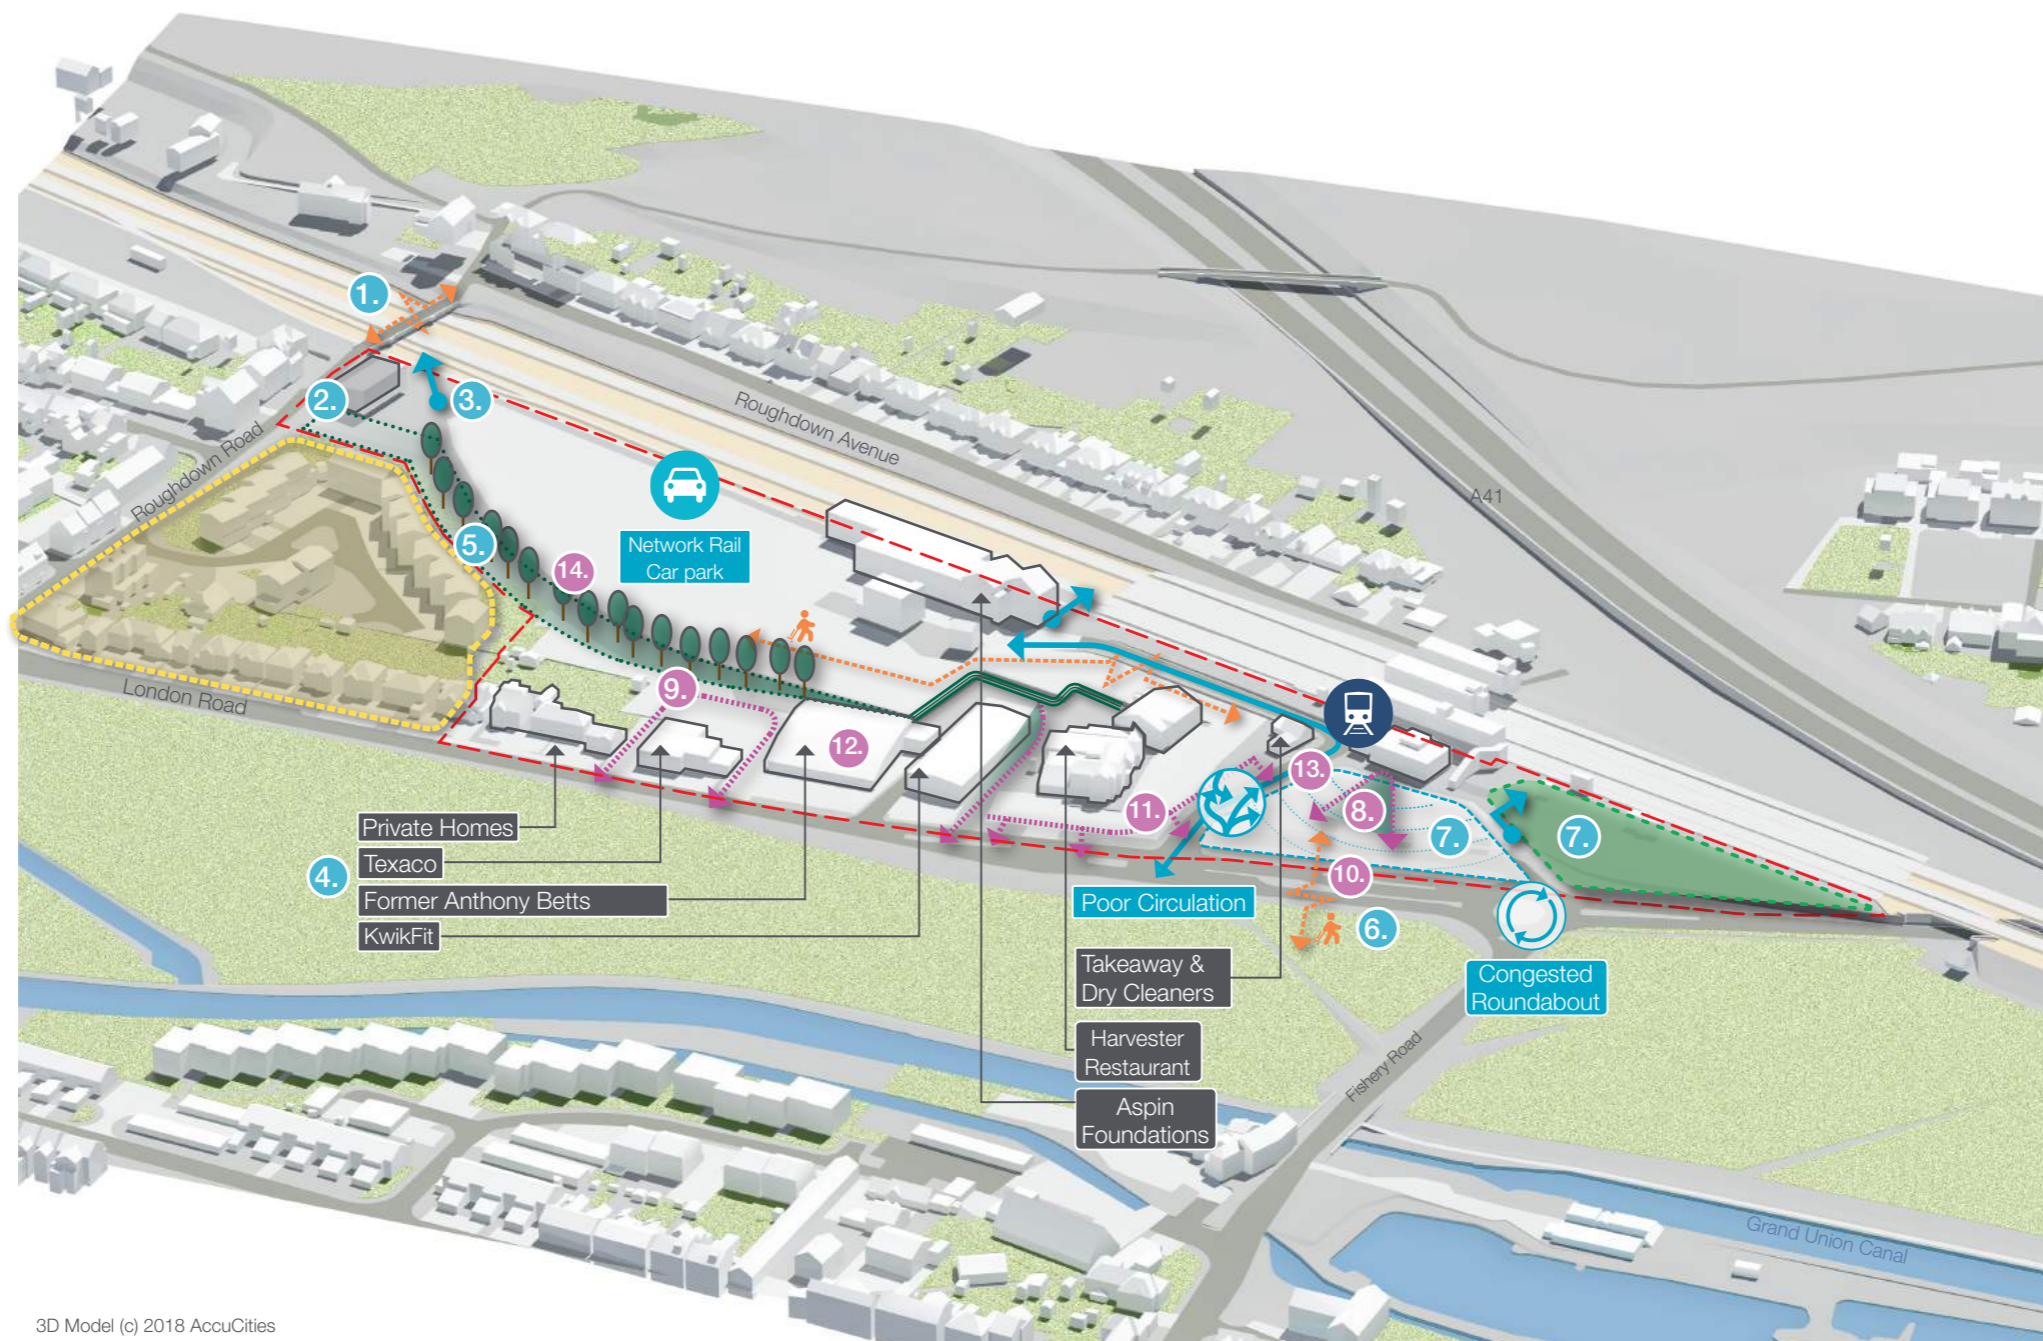 1.
2.
3.
Roughdown Road
Roughdown Avenue
A41
Network Rail
Car park
5.
14.
9.
London Road
12.
13.
11.
8.
7.
7.
10.
6.
4.
Private Homes
Texaco
Former Anthony Betts
KwikFit
Poor Circulation
Takeaway &
Dry Cleaners
Harvester
Restaurant
Aspin
Foundations
Congested
Roundabout
Fishery Road
Grand Union Canal
3D Model (c) 2018 AccuCities